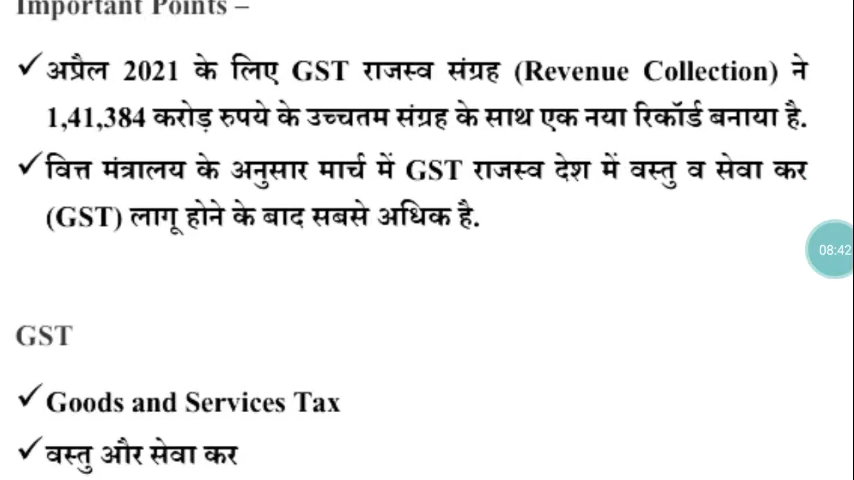 Important Points –
✓ अप्रैल 2021 के लिए GST राजस्व संग्रह (Revenue Collection) ने
1,41,384 करोड़ रुपये के उच्चतम संग्रह के साथ एक नया रिकॉर्ड बनाया है.
✓ वित्त मंत्रालय के अनुसार मार्च में GST राजस्व देश में वस्तु व सेवा कर
(GST) लागू होने के बाद सबसे अधिक है.
08:42
GST
✓ Goods and Services Tax
✓ वस्तु और सेवा कर